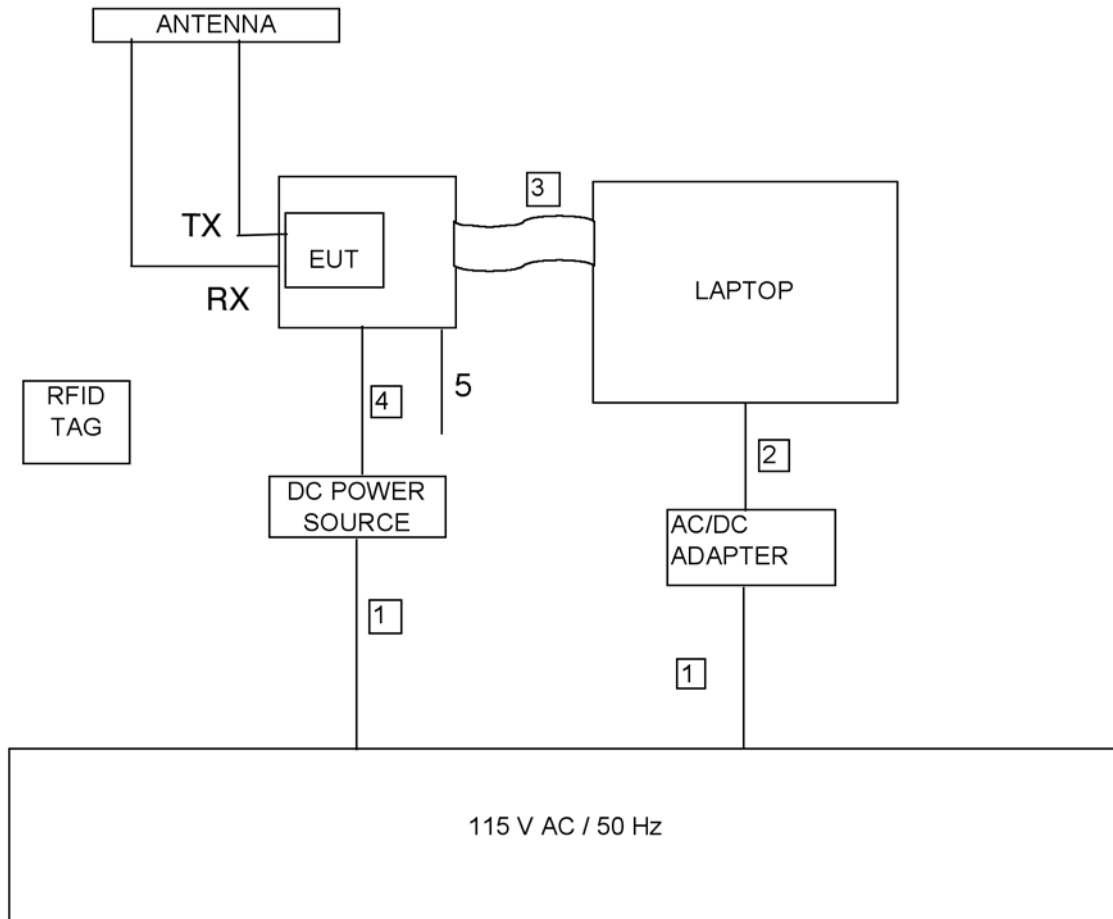 ANTENNA
3
TX
EUT
LAPTOP
RX
RFID
TAG
4
5
2
DC POWER
SOURCE
AC/DC
ADAPTER
1
1
115 V AC / 50 Hz